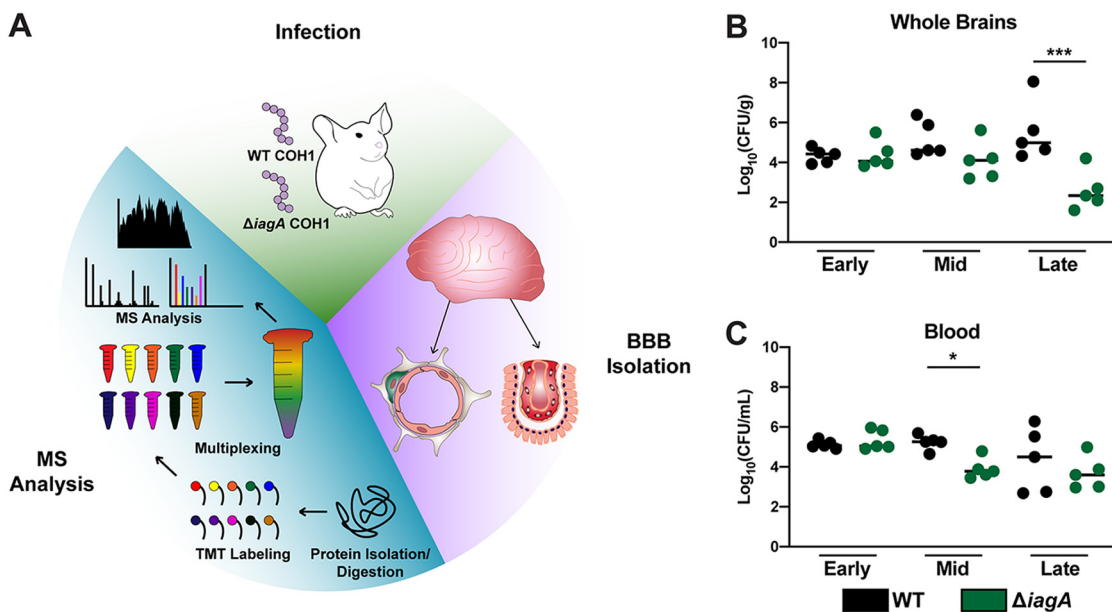 A
Infection
WT COH1
ΔiagA COH1
BBB
Isolation
MS Analysis
Multiplexing
MS
Analysis
TMT Labeling
Protein Isolation/
Digestion
B
Whole Brains
Log10(CFU/g)
10
8
6
4
2
0
***
Early
Mid
Late
C
Blood
Log10(CFU/mL)
10
8
6
4
2
0
*
Early
Mid
Late
WT
ΔiagA